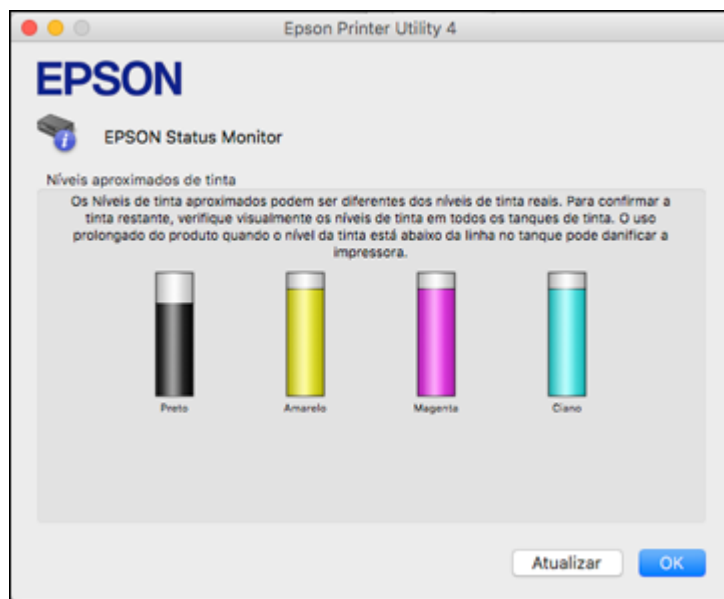 Epson Printer Utility 4
EPSON
EPSON Status Monitor
Níveis aproximados de tinta
Os Níveis de tinta aproximados podem ser diferentes dos níveis de tinta reais. Para confirmar a
tinta restante, verifique visualmente os níveis de tinta em todos os tanques de tinta. O uso
prolongado do produto quando o nível da tinta está abaixo da linha no tanque pode danificar a
impressora.
Preto
Amarelo
Magenta
Ciano
Atualizar
OK